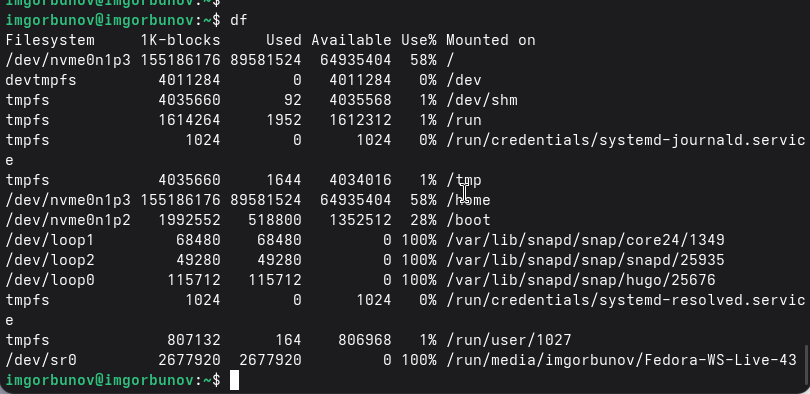 imgorbunov@imgorbunov:~$
imgorbunov@imgorbunov:~$ df
Filesystem     1K-blocks     Used Available Use% Mounted on
/dev/nvme0n1p3 155186176 89581524  64935404  58% /
devtmpfs         4011284        0   4011284   0% /dev
tmpfs            4035660       92   4035568   1% /dev/shm
tmpfs            1614264     1952   1612312   1% /run
tmpfs               1024        0      1024   0% /run/credentials/systemd-journald.servic
e
tmpfs            4035660     1644   4034016   1% /tmp
/dev/nvme0n1p3 155186176 89581524  64935404  58% /home
/dev/nvme0n1p2   1992552   518800   1352512  28% /boot
/dev/loop1         68480    68480         0 100% /var/lib/snapd/snap/core24/1349
/dev/loop2         49280    49280         0 100% /var/lib/snapd/snap/snapd/25935
/dev/loop0        115712   115712         0 100% /var/lib/snapd/snap/hugo/25676
tmpfs               1024        0      1024   0% /run/credentials/systemd-resolved.servic
e
tmpfs             807132      164    806968   1% /run/user/1027
/dev/sr0         2677920  2677920         0 100% /run/media/imgorbunov/Fedora-WS-Live-43
imgorbunov@imgorbunov:~$